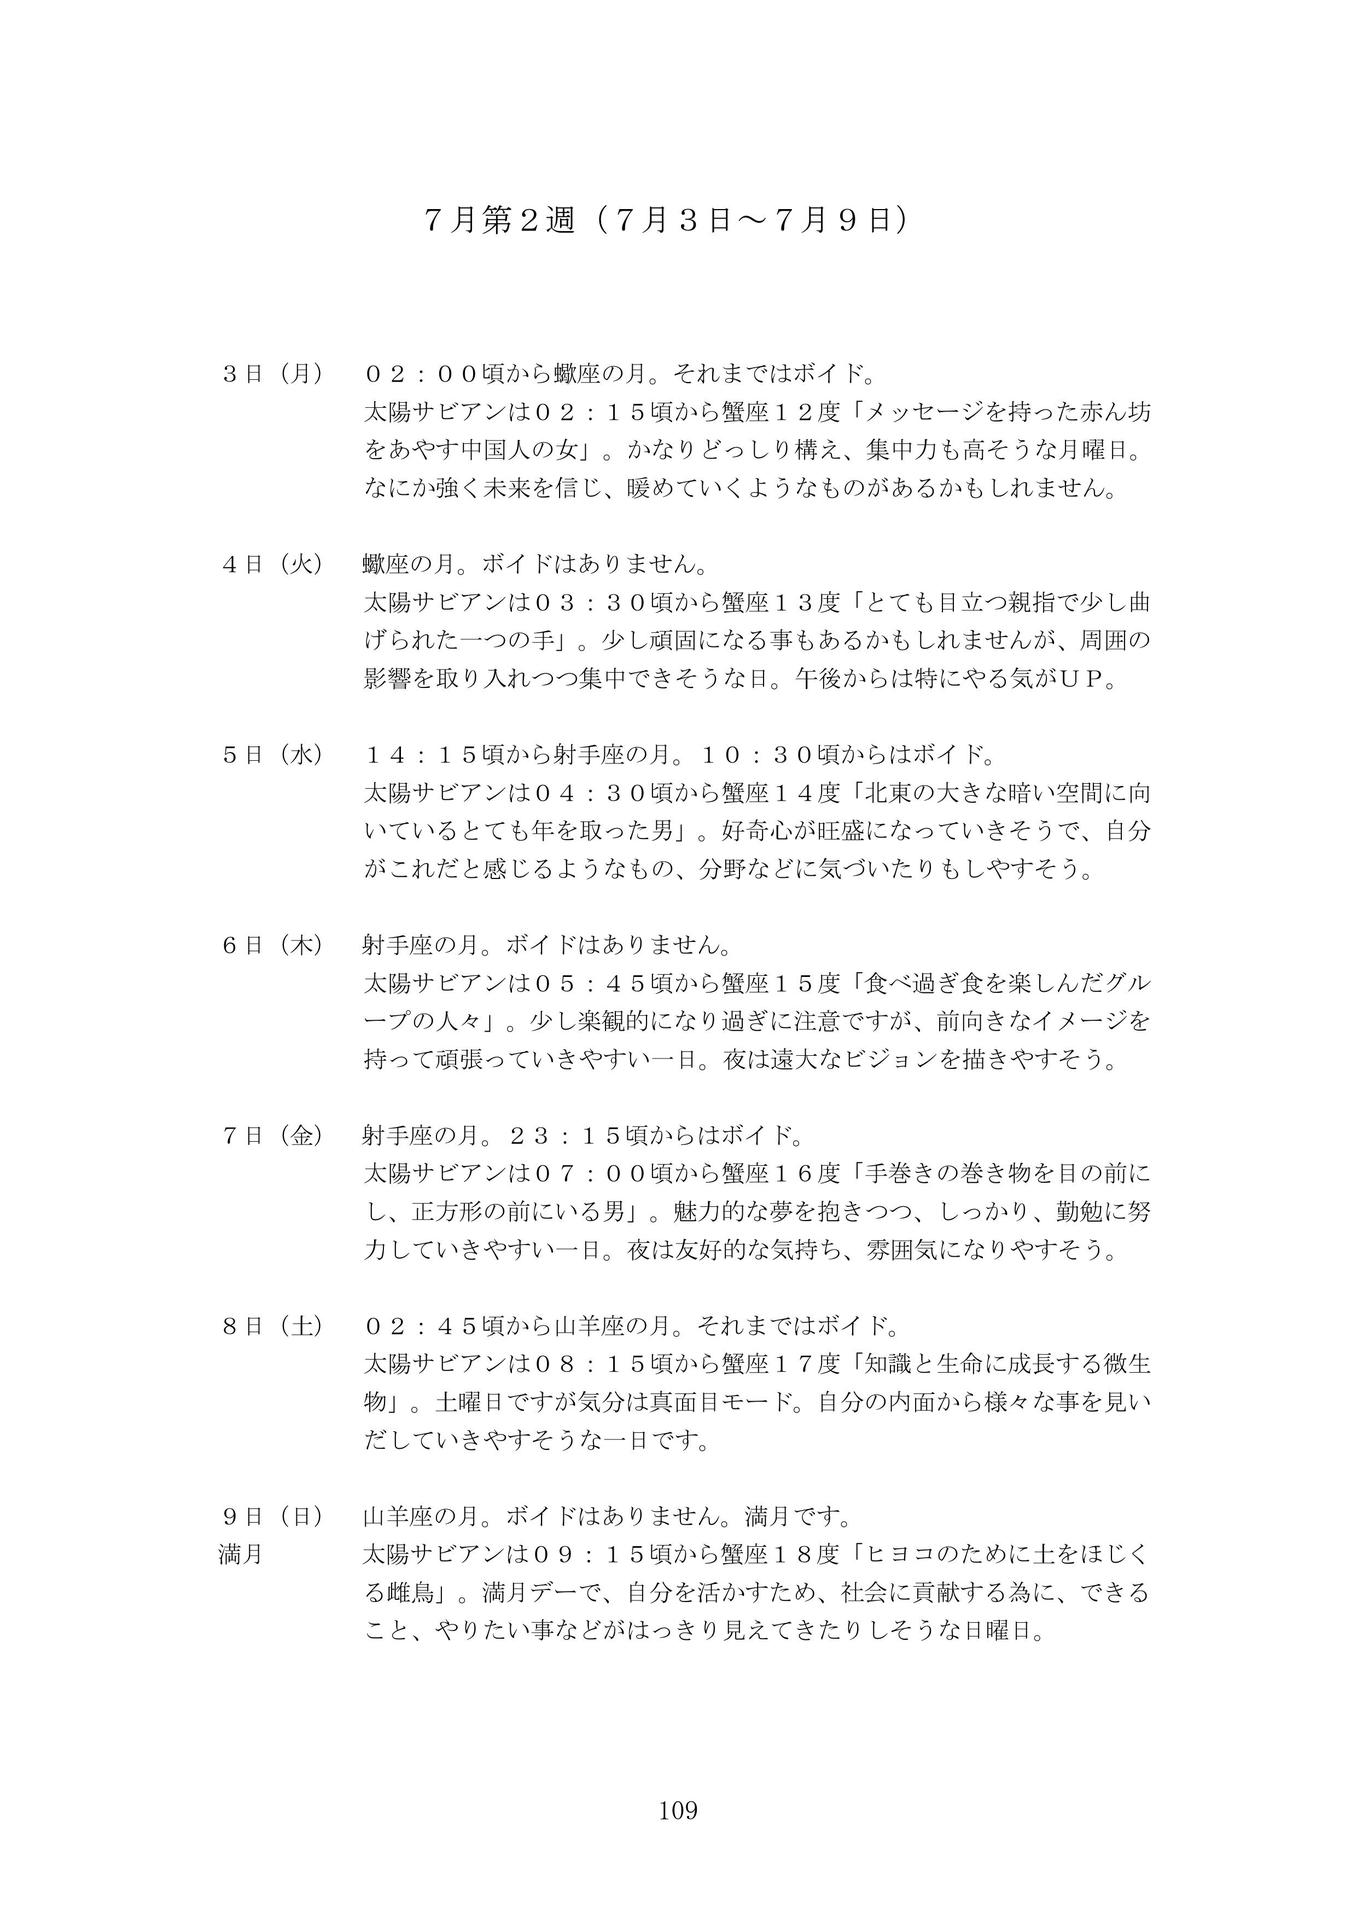 ７月第２週（７月３日～７月９日）
３日（月）　０２：００頃から蠍座の月。それまではボイド。
太陽サビアンは０２：１５頃から蟹座１２度「メッセージを持った赤ん坊
をあやす中国人の女」。かなりどっしり構え、集中力も高そうな月曜日。
なにか強く未来を信じ、暖めていくようなものがあるかもしれません。
４日（火）　蠍座の月。ボイドはありません。
太陽サビアンは０３：３０頃から蟹座１３度「とても目立つ親指で少し曲
げられた一つの手」。少し頑固になる事もあるかもしれませんが、周囲の
影響を取り入れつつ集中できそうな日。午後からは特にやる気がＵＰ。
５日（水）　１４：１５頃から射手座の月。１０：３０頃からはボイド。
太陽サビアンは０４：３０頃から蟹座１４度「北東の大きな暗い空間に向
いているとても年を取った男」。好奇心が旺盛になっていきそうで、自分
がこれだと感じるようなもの、分野などに気づいたりもしやすそう。
６日（木）　射手座の月。ボイドはありません。
太陽サビアンは０５：４５頃から蟹座１５度「食べ過ぎ食を楽しんだグル
ープの人々」。少し楽観的になり過ぎに注意ですが、前向きなイメージを
持って頑張っていきやすい一日。夜は遠大なビジョンを描きやすそう。
７日（金）　射手座の月。２３：１５頃からはボイド。
太陽サビアンは０７：００頃から蟹座１６度「手巻きの巻き物を目の前に
し、正方形の前にいる男」。魅力的な夢を抱きつつ、しっかり、勤勉に努
力していきやすい一日。夜は友好的な気持ち、雰囲気になりやすそう。
８日（土）　０２：４５頃から山羊座の月。それまではボイド。
太陽サビアンは０８：１５頃から蟹座１７度「知識と生命に成長する微生
物」。土曜日ですが気分は真面目モード。自分の内面から様々な事を見い
だしていきやすそうな一日です。
９日（日）　山羊座の月。ボイドはありません。満月です。
満月　太陽サビアンは０９：１５頃から蟹座１８度「ヒヨコのために土をほじく
る雌鳥」。満月デーで、自分を活かすため、社会に貢献する為に、できる
こと、やりたい事などがはっきり見えてきたりしそうな日曜日。
109